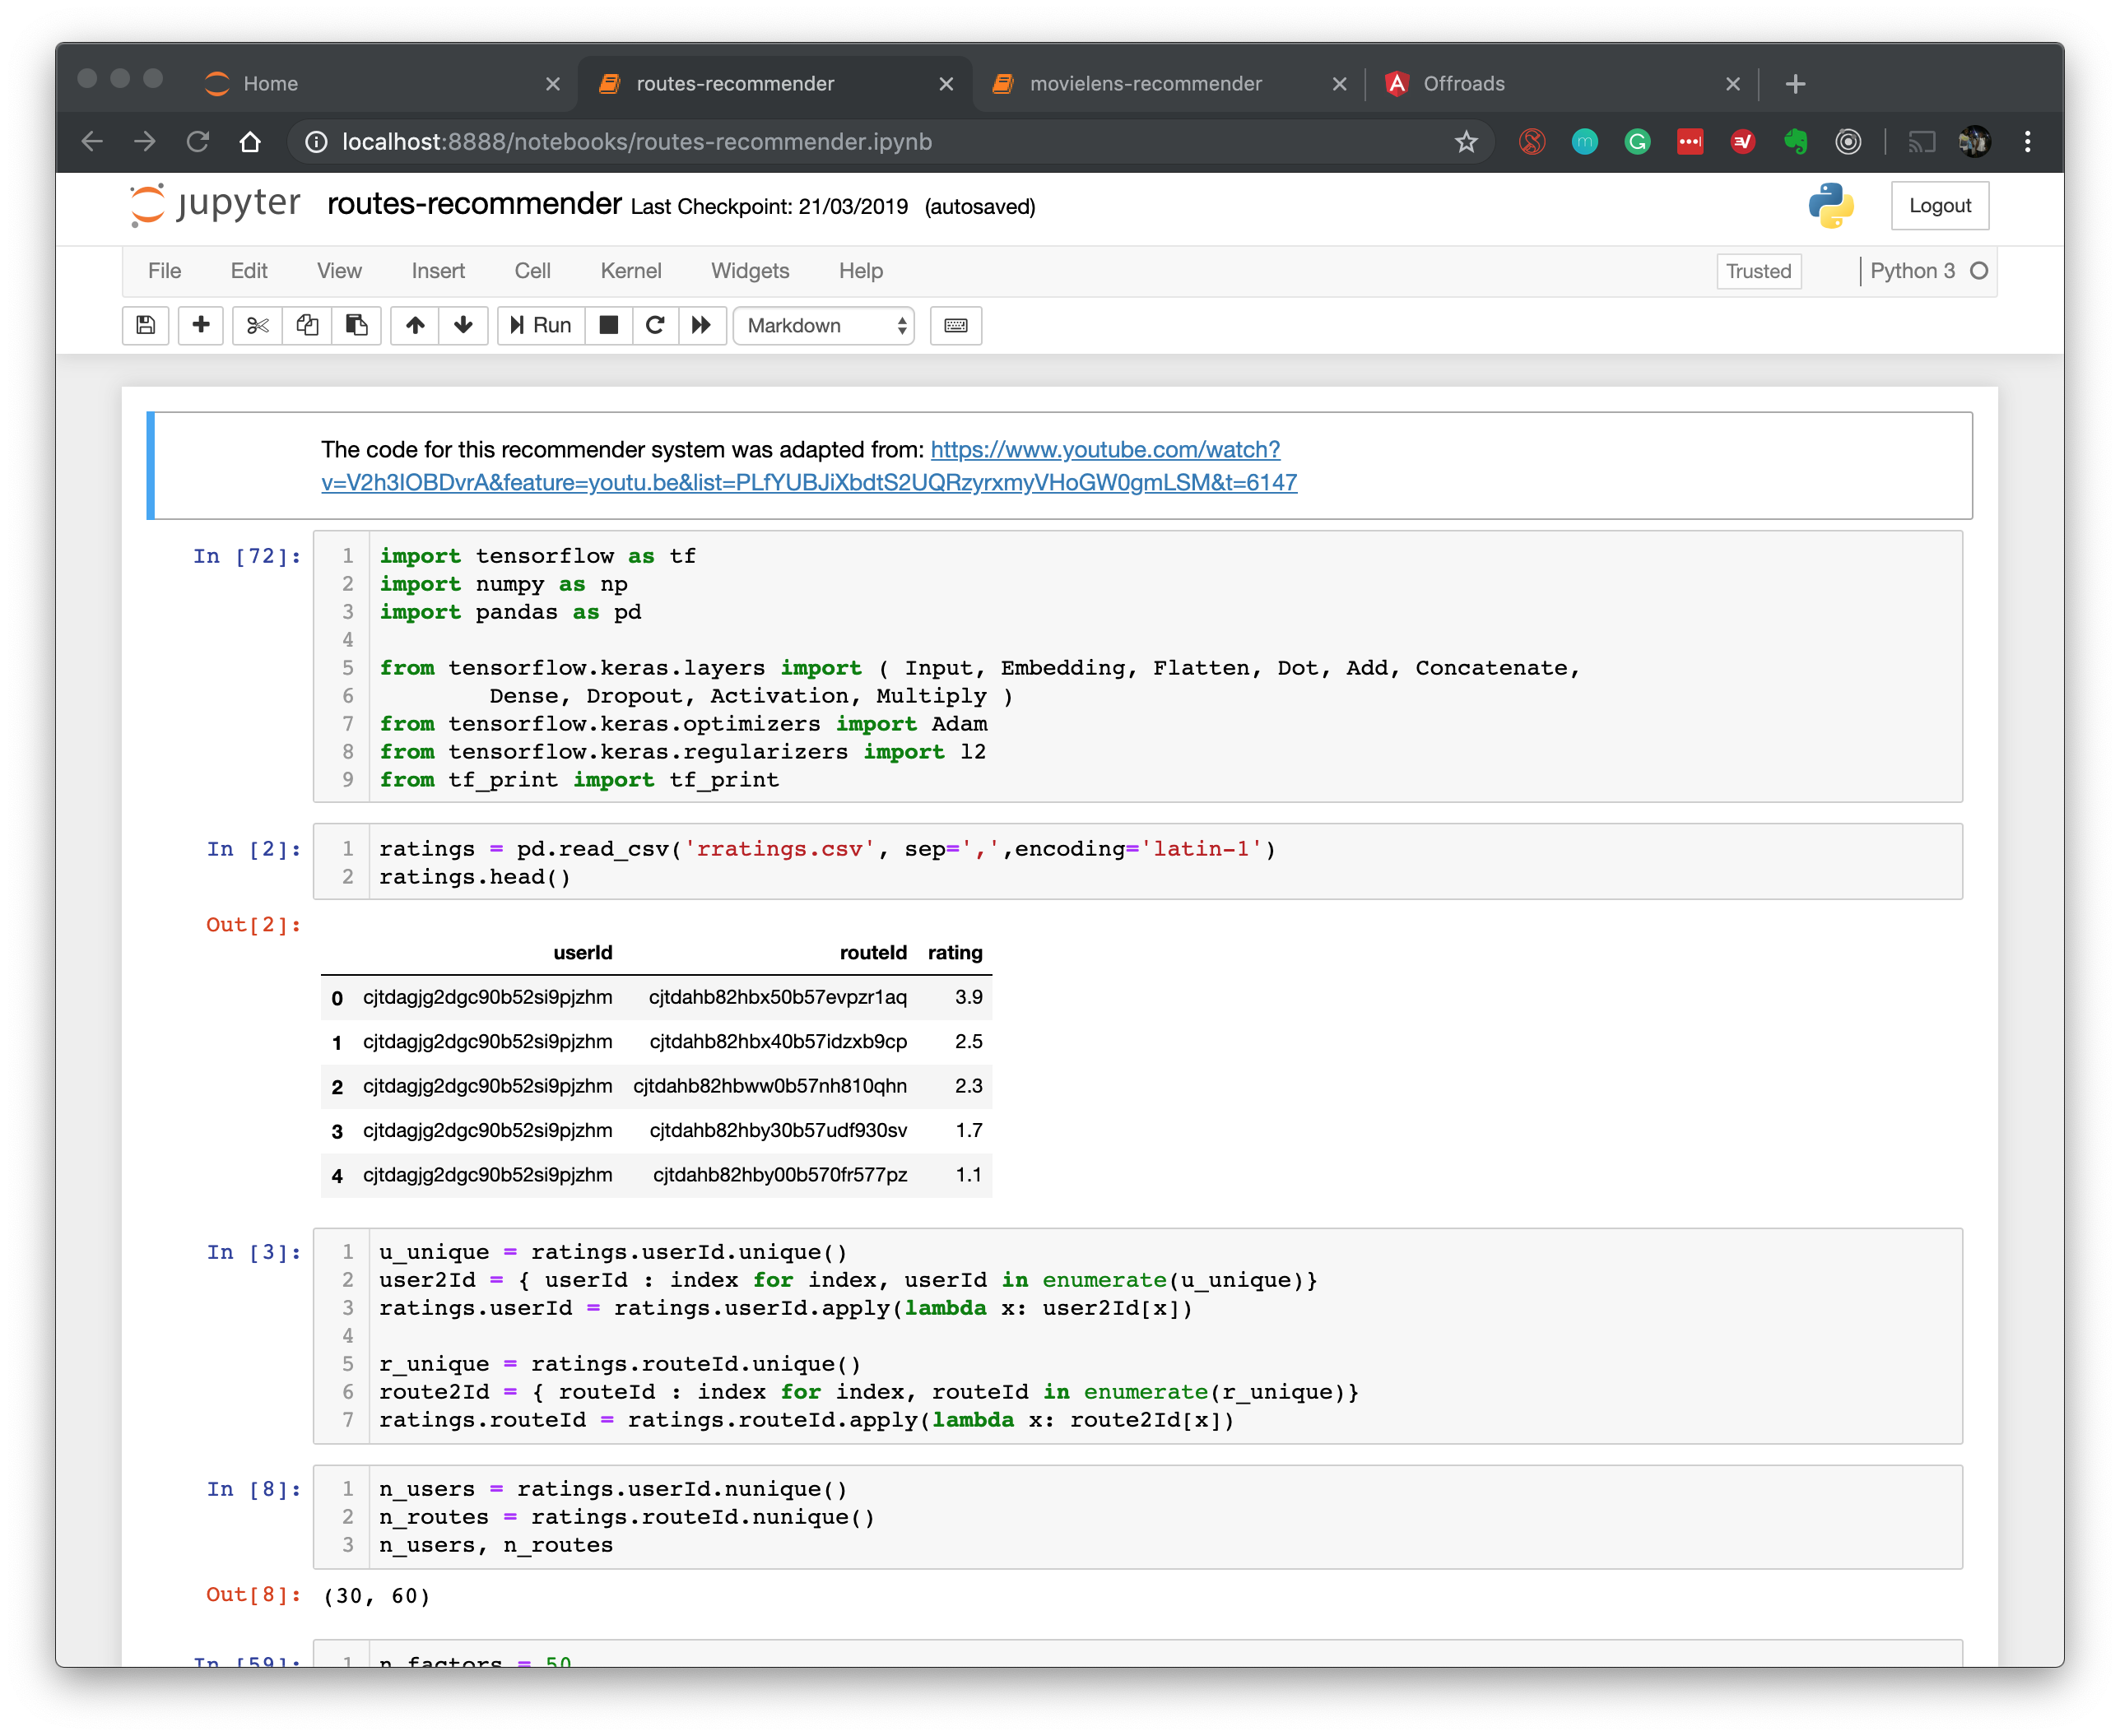 Home
routes-recommender
movielens-recommender
Offroads
localhost:8888/notebooks/routes-recommender.ipynb
jupyter routes-recommender Last Checkpoint: 21/03/2019 (autosaved)
Logout
File Edit View Insert Cell Kernel Widgets Help
Trusted
Python 3
Run
Markdown
The code for this recommender system was adapted from: https://www.youtube.com/watch?
v=V2h3IOBDvrA&feature=youtu.be&list=PLfYUBJiXbdtS2UQRzyrxmyVHoGW0gmLSM&t=6147
In [72]:
1 import tensorflow as tf
2 import numpy as np
3 import pandas as pd
4
5 from tensorflow.keras.layers import ( Input, Embedding, Flatten, Dot, Add, Concatenate,
6 Dense, Dropout, Activation, Multiply )
7 from tensorflow.keras.optimizers import Adam
8 from tensorflow.keras.regularizers import l2
9 from tf_print import tf_print
In [2]:
1 ratings = pd.read_csv('rratings.csv', sep=',',encoding='latin-1')
2 ratings.head()
Out[2]:
userId routeId rating
0 cjtdagjg2dgc90b52si9pjzhm cjtdahb82hbx50b57evpzr1aq 3.9
1 cjtdagjg2dgc90b52si9pjzhm cjtdahb82hbx40b57idzxb9cp 2.5
2 cjtdagjg2dgc90b52si9pjzhm cjtdahb82hbww0b57nh810qhn 2.3
3 cjtdagjg2dgc90b52si9pjzhm cjtdahb82hby30b57udf930sv 1.7
4 cjtdagjg2dgc90b52si9pjzhm cjtdahb82hby00b570fr577pz 1.1
In [3]:
1 u_unique = ratings.userId.unique()
2 user2Id = { userId : index for index, userId in enumerate(u_unique)}
3 ratings.userId = ratings.userId.apply(lambda x: user2Id[x])
4
5 r_unique = ratings.routeId.unique()
6 route2Id = { routeId : index for index, routeId in enumerate(r_unique)}
7 ratings.routeId = ratings.routeId.apply(lambda x: route2Id[x])
In [8]:
1 n_users = ratings.userId.nunique()
2 n_routes = ratings.routeId.nunique()
3 n_users, n_routes
Out[8]: (30, 60)
In [59]:
1 n_factors = 50